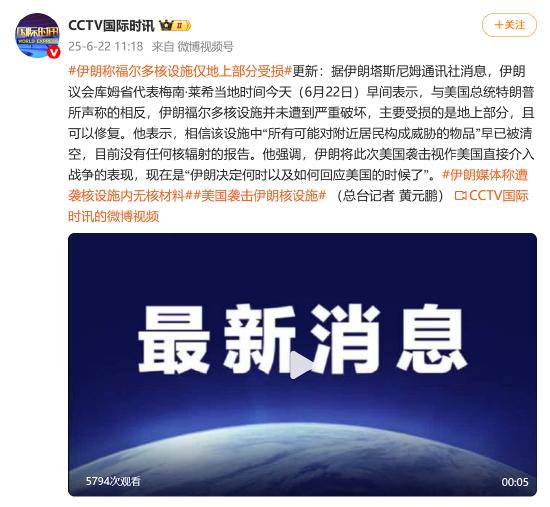 国际时讯
WORLD EXPRESS
CCTV国际时讯
II
+关注
25-6-22 11:18 来自 微博视频号
#伊朗称福尔多核设施仅地上部分受损#更新：据伊朗塔斯尼姆通讯社消息，伊朗
议会库姆省代表梅南·莱希当地时间今天（6月22日）早间表示，与美国总统特朗普
所声称的相反，伊朗福尔多核设施并未遭到严重破坏，主要受损的是地上部分，且
可以修复。他表示，相信该设施中“所有可能对附近居民构成威胁的物品”早已被清
空，目前没有任何核辐射的报告。他强调，伊朗将此次美国袭击视作美国直接介入
战争的表现，现在是“伊朗决定何时以及如何回应美国的时候了”。#伊朗媒体称遭
袭核设施内无核材料##美国袭击伊朗核设施#（总台记者 黄元鹏）CCTV国际
时讯的微博视频
最新消息
5794次观看
00:05